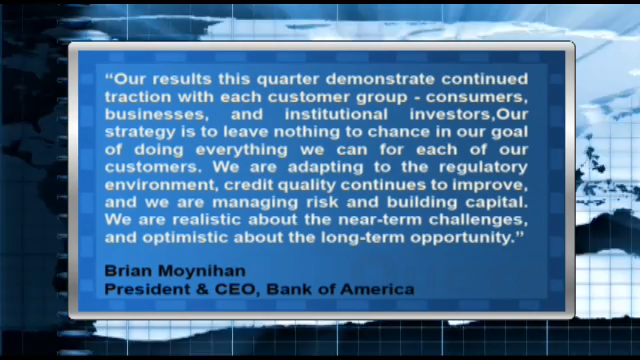 “Our results this quarter demonstrate continued
traction with each customer group - consumers,
businesses, and institutional investors,Our
strategy is to leave nothing to chance in our goal
of doing everything we can for each of our
customers. We are adapting to the regulatory
environment, credit quality continues to improve,
and we are managing risk and building capital.
We are realistic about the near-term challenges,
and optimistic about the long-term opportunity.”
Brian Moynihan
President & CEO, Bank of America